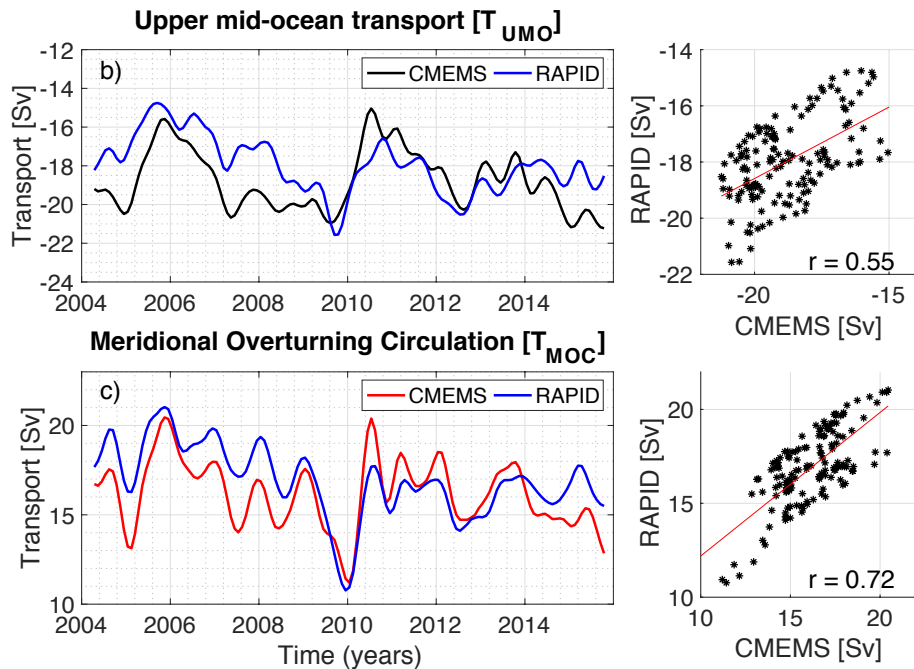 Upper mid-ocean transport [T_UMO]
b)
CMEMS RAPID
Transport [Sv]
-12
-14
-16
-18
-20
-22
-24
2004 2006 2008 2010 2012 2014
RAPID [Sv]
-14
-16
-18
-20
-22
r = 0.55
-20 -15
CMEMS [Sv]
Meridional Overturning Circulation [T_MOC]
c)
CMEMS RAPID
Transport [Sv]
20
15
10
2004 2006 2008 2010 2012 2014
Time (years)
RAPID [Sv]
20
15
10
r = 0.72
10 15 20
CMEMS [Sv]